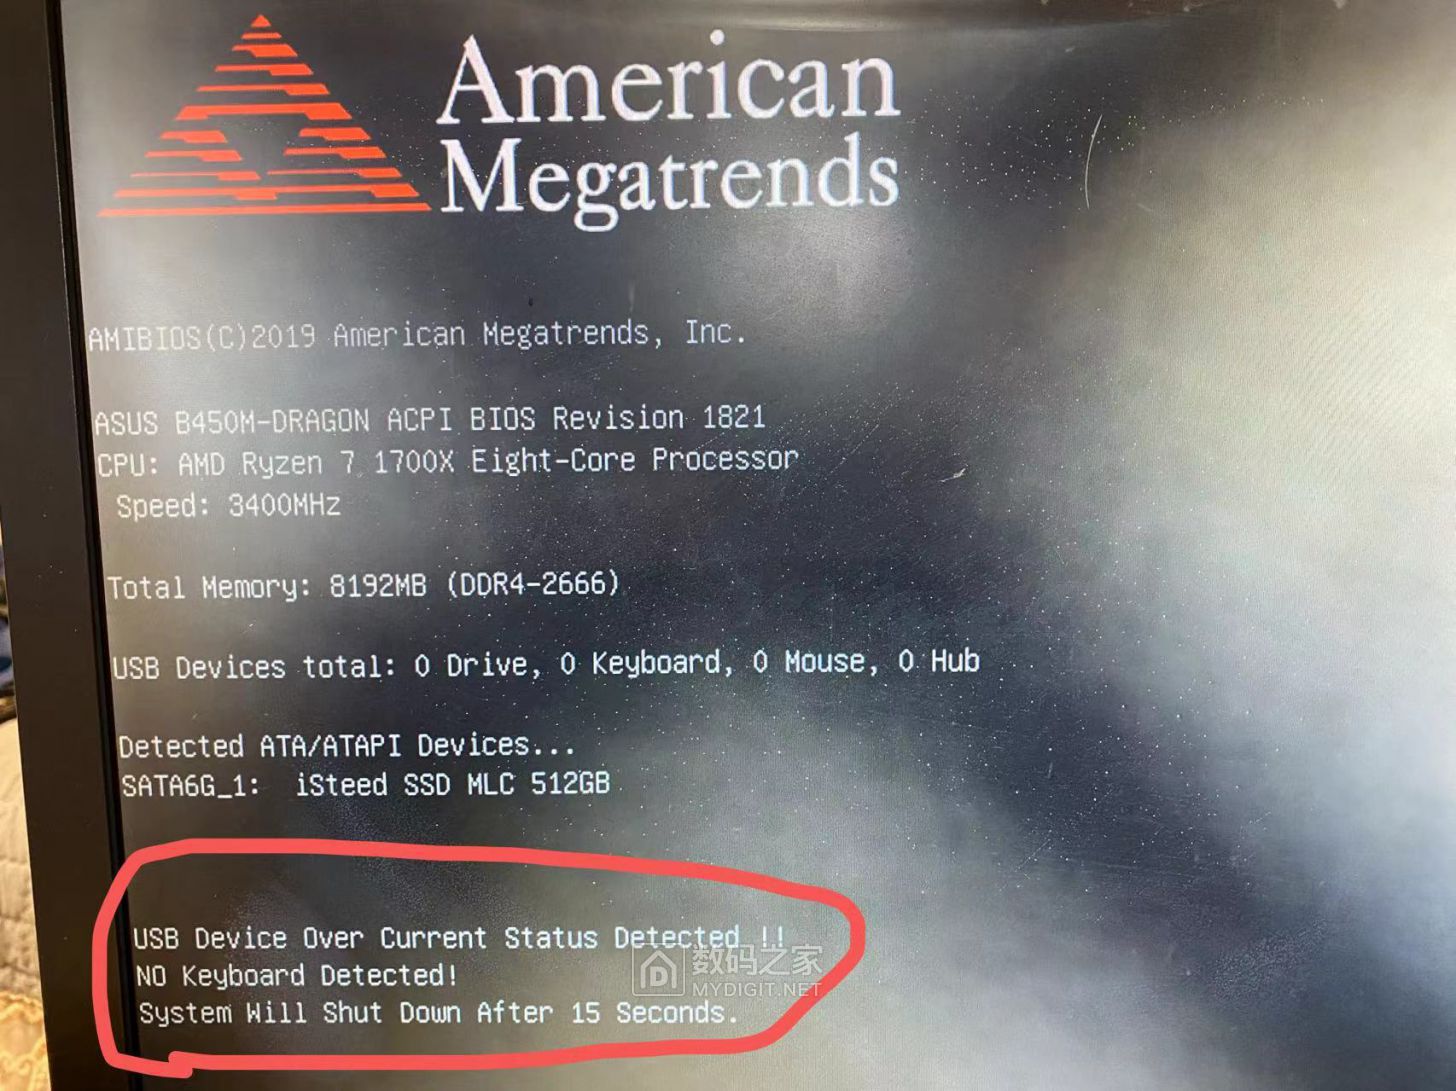 American
Megatrends
AMIBIOS(C)2019 American Megatrends, Inc.
ASUS B450M-DRAGON ACPI BIOS Revision 1821
CPU: AMD Ryzen 7 1700X Eight-Core Processor
Speed: 3400MHz
Total Memory: 8192MB (DDR4-2666)
USB Devices total: 0 Drive, 0 Keyboard, 0 Mouse, 0 Hub
Detected ATA/ATAPI Devices...
SATA6G_1: iSteed SSD MLC 512GB
USB Device Over Current Status Detected !!
NO Keyboard Detected!
System Will Shut Down After 15 Seconds.
数码之家
MYDIGIT.NET